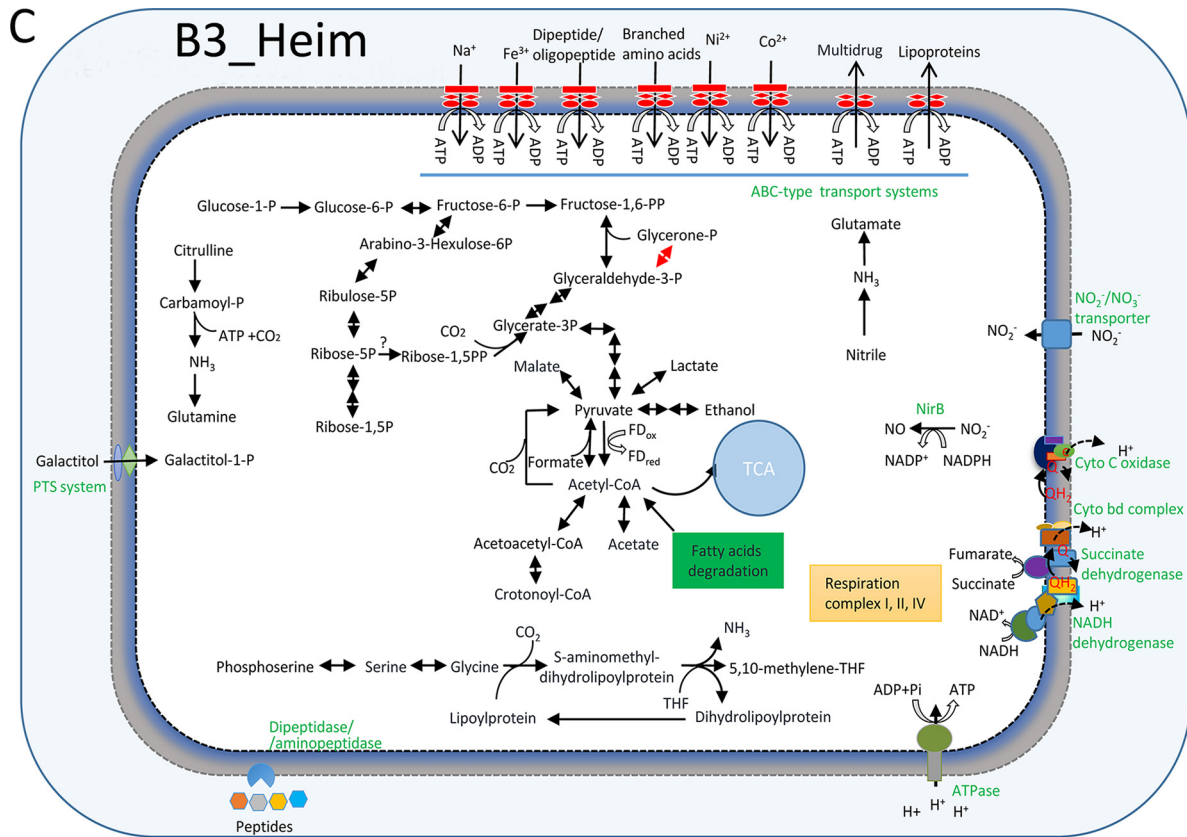 C
B3_Heim
Na⁺
Fe³⁺
Dipeptide/
oligopeptide
Branched
amino acids
Ni²⁺
Co²⁺
Multidrug
Lipoproteins
ATP ADP ATP ADP ATP ADP ATP ADP ATP ADP ATP ADP ATP ADP ATP ADP
ABC-type transport systems
Glucose-1-P
Glucose-6-P
Fructose-6-P
Fructose-1,6-PP
Glycerone-P
Arabino-3-Hexulose-6P
Glyceraldehyde-3-P
Ribulose-5P
Glycerate-3P
CO₂
Ribose-5P
?
Ribose-1,5PP
Ribose-1,5P
Citrulline
Carbamoyl-P
ATP +CO₂
NH₃
Glutamine
Glutamate
NH₃
Nitrile
Malate
Lactate
Pyruvate
Ethanol
FDox
FDred
CO₂
Formate
Acetyl-CoA
TCA
Acetoacetyl-CoA
Acetate
Crotonoyl-CoA
Fatty acids
degradation
Respiration
complex I, II, IV
Galactitol
Galactitol-1-P
PTS system
NO₂⁻/NO₃⁻
transporter
NO₂⁻
NO₂⁻
NirB
NO
NO₂⁻
NADP⁺
NADPH
Q
QH₂
H⁺
Cyto C oxidase
Cyto bd complex
H⁺
Q
QH₂
Fumarate
Succinate
Succinate
dehydrogenase
H⁺
NAD⁺
NADH
NADH
dehydrogenase
CO₂
NH₃
Phosphoserine
Serine
Glycine
S-aminomethyl-
dihydrolipoylprotein
5,10-methylene-THF
THF
Lipoylprotein
Dihydrolipoylprotein
ADP+Pi
ATP
ATPase
H+
H⁺
H⁺
Dipeptidase/
/aminopeptidase
Peptides